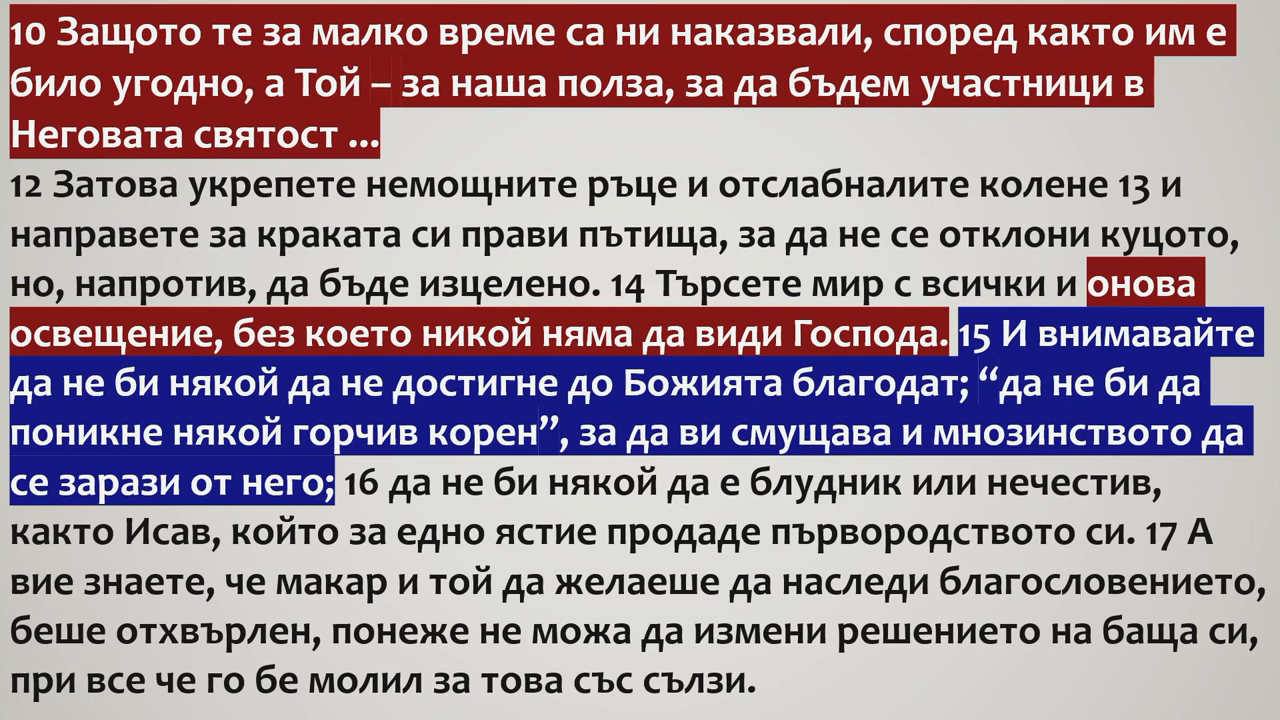 10 Защото те за малко време са ни наказвали, според както им е
било угодно, а Той – за наша полза, за да бъдем участници в
Неговата святост ...
12 Затова укрепете немощните ръце и отслабналите колене 13 и
направете за краката си прави пътища, за да не се отклони куцото,
но, напротив, да бъде изцелено. 14 Търсете мир с всички и онова
освещение, без което никой няма да види Господа. 15 И внимавайте
да не би някой да не достигне до Божията благодат; “да не би да
поникне някой горчив корен”, за да ви смущава и мнозинството да
се зарази от него; 16 да не би някой да е блудник или нечестив,
както Исав, който за едно ястие продаде първородството си. 17 А
вие знаете, че макар и той да желаеше да наследи благословението,
беше отхвърлен, понеже не можа да измени решението на баща си,
при все че го бе молил за това със сълзи.